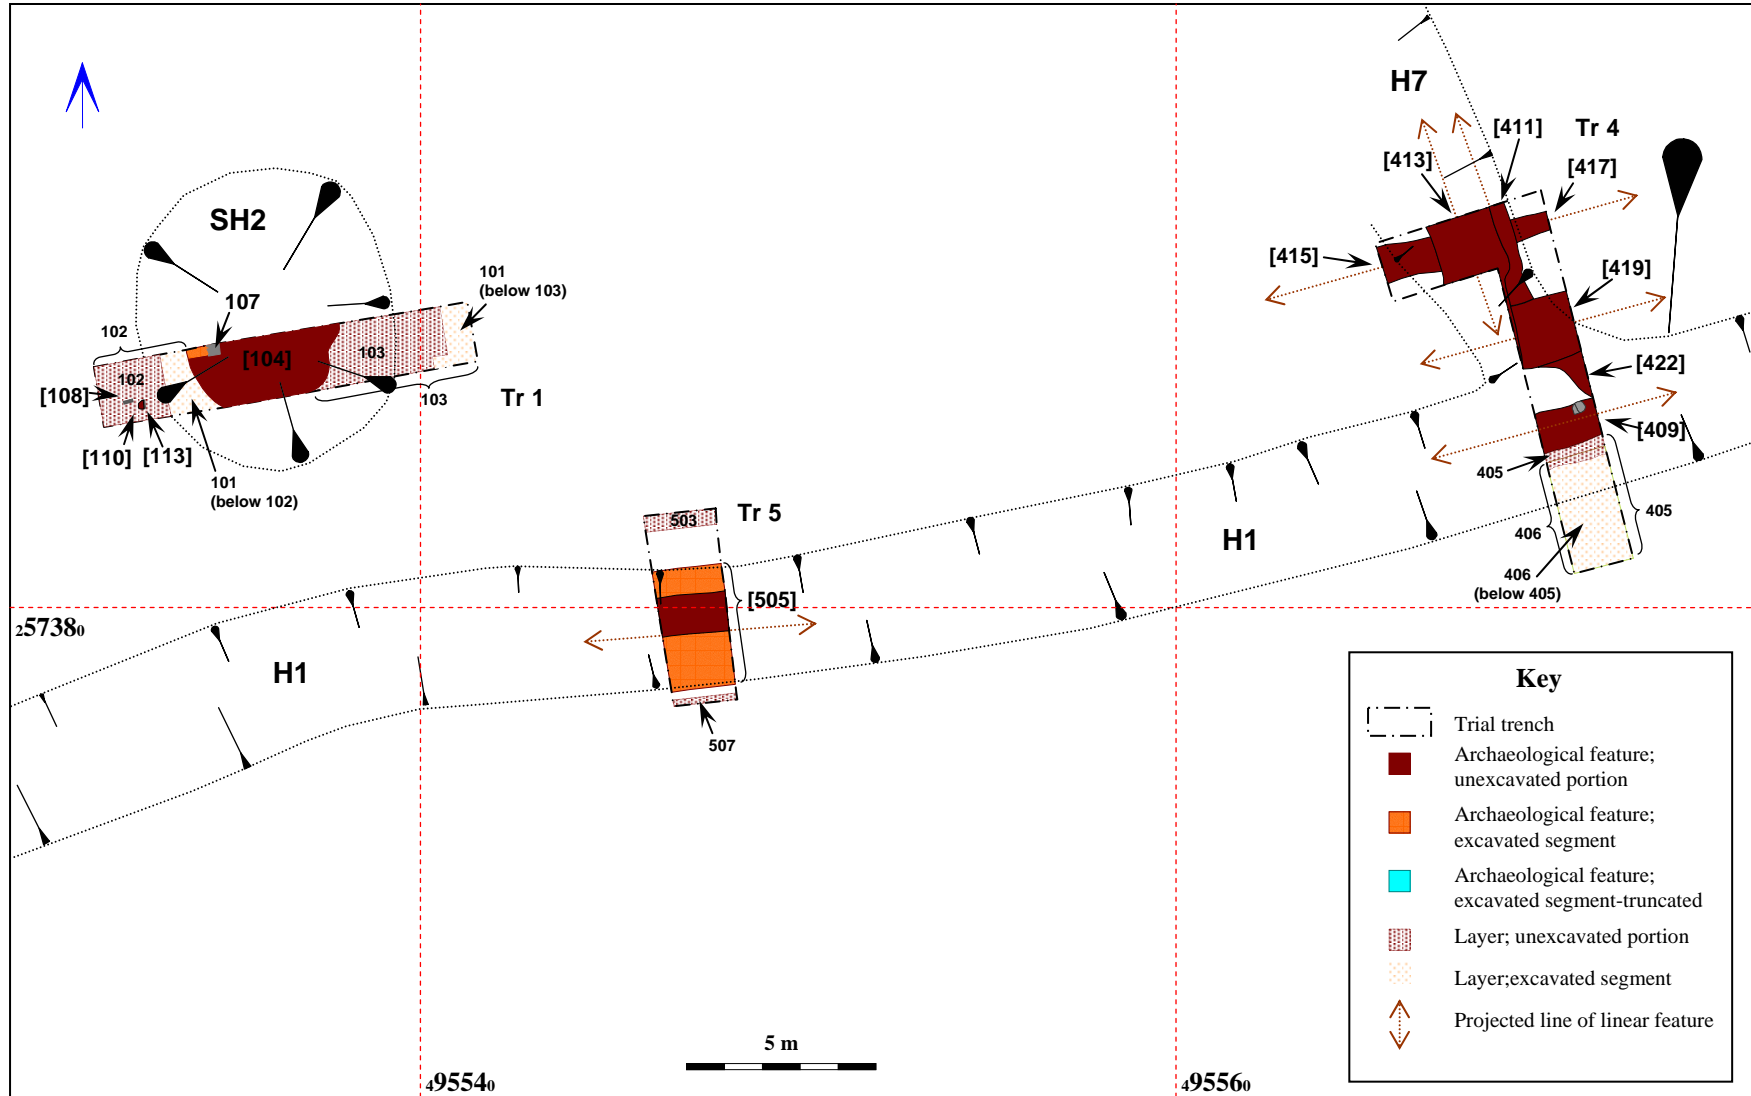 H7
[411]
Tr 4
[413]
[417]
SH2
[415]
[419]
101
(below 103)
107
102
[104]
103
102
[422]
[108]
103
Tr 1
[409]
[110]
[113]
405
101
(below 102)
503
Tr 5
405
H1
406
406
(below 405)
[505]
257380
H1
507
Key
Trial trench
Archaeological feature;
unexcavated portion
Archaeological feature;
excavated segment
Archaeological feature;
excavated segment-truncated
Layer; unexcavated portion
Layer;excavated segment
Projected line of linear feature
5 m
495540
495560